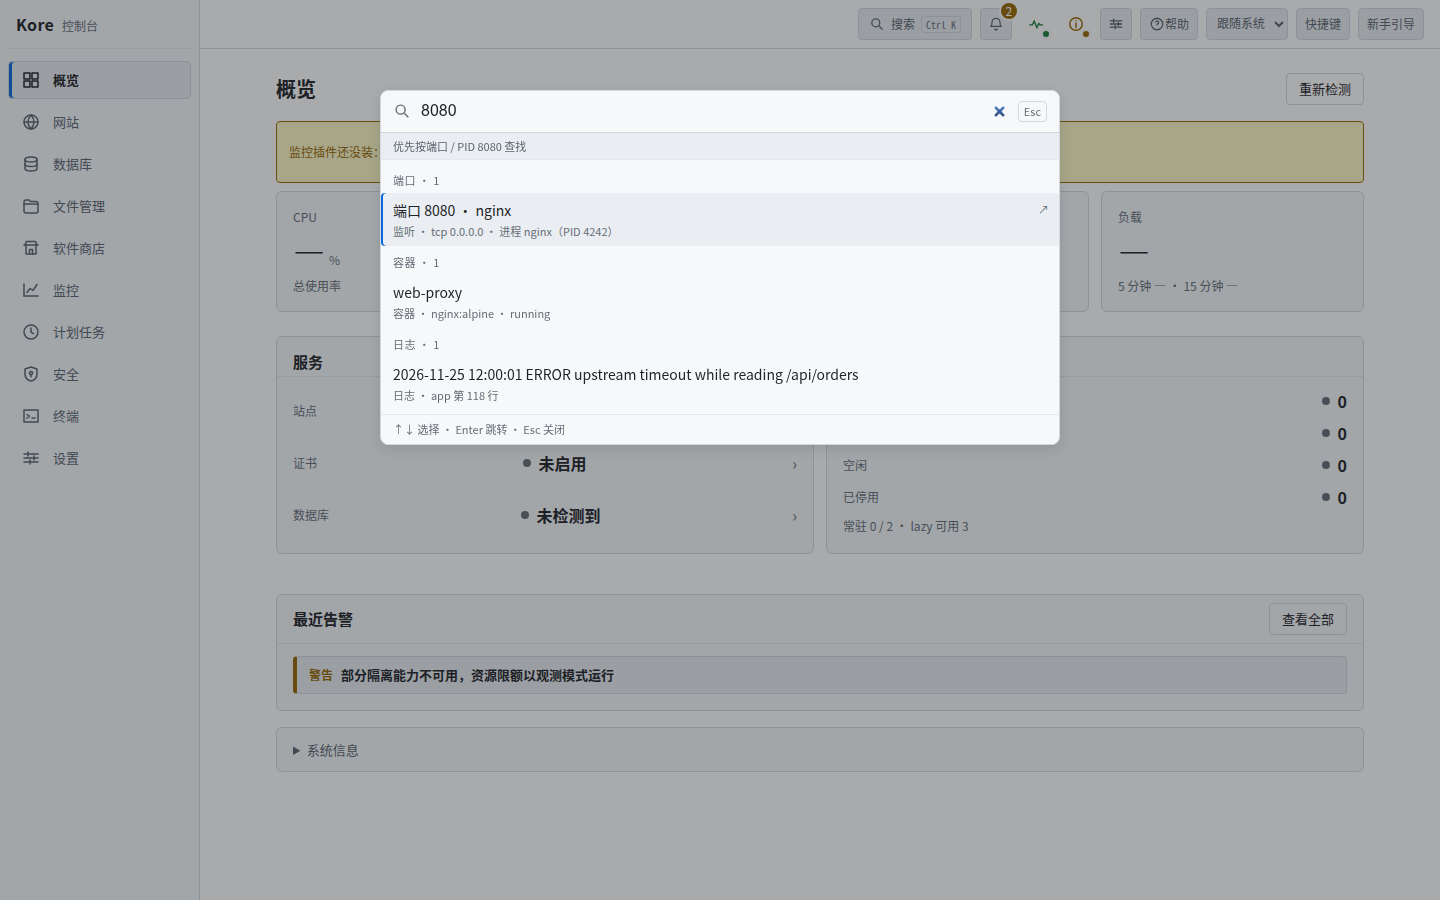 Kore 控制台
搜索 Ctrl K
2
帮助
跟随系统
快捷键
新手引导
概览
网站
数据库
文件管理
软件商店
监控
计划任务
安全
终端
设置
概览
重新检测
监控插件还没装：
8080
Esc
优先按端口 / PID 8080 查找
端口 · 1
端口 8080 · nginx
↗
监听 · tcp 0.0.0.0 · 进程 nginx（PID 4242）
容器 · 1
web-proxy
容器 · nginx:alpine · running
日志 · 1
2026-11-25 12:00:01 ERROR upstream timeout while reading /api/orders
日志 · app 第 118 行
↑↓ 选择 · Enter 跳转 · Esc 关闭
CPU
— %
总使用率
负载
—
5 分钟 — · 15 分钟 —
服务
站点
证书
未启用 ›
数据库
未检测到 ›
0
0
空闲 0
已停用 0
常驻 0 / 2 · lazy 可用 3
最近告警
查看全部
警告 部分隔离能力不可用，资源限额以观测模式运行
▶ 系统信息